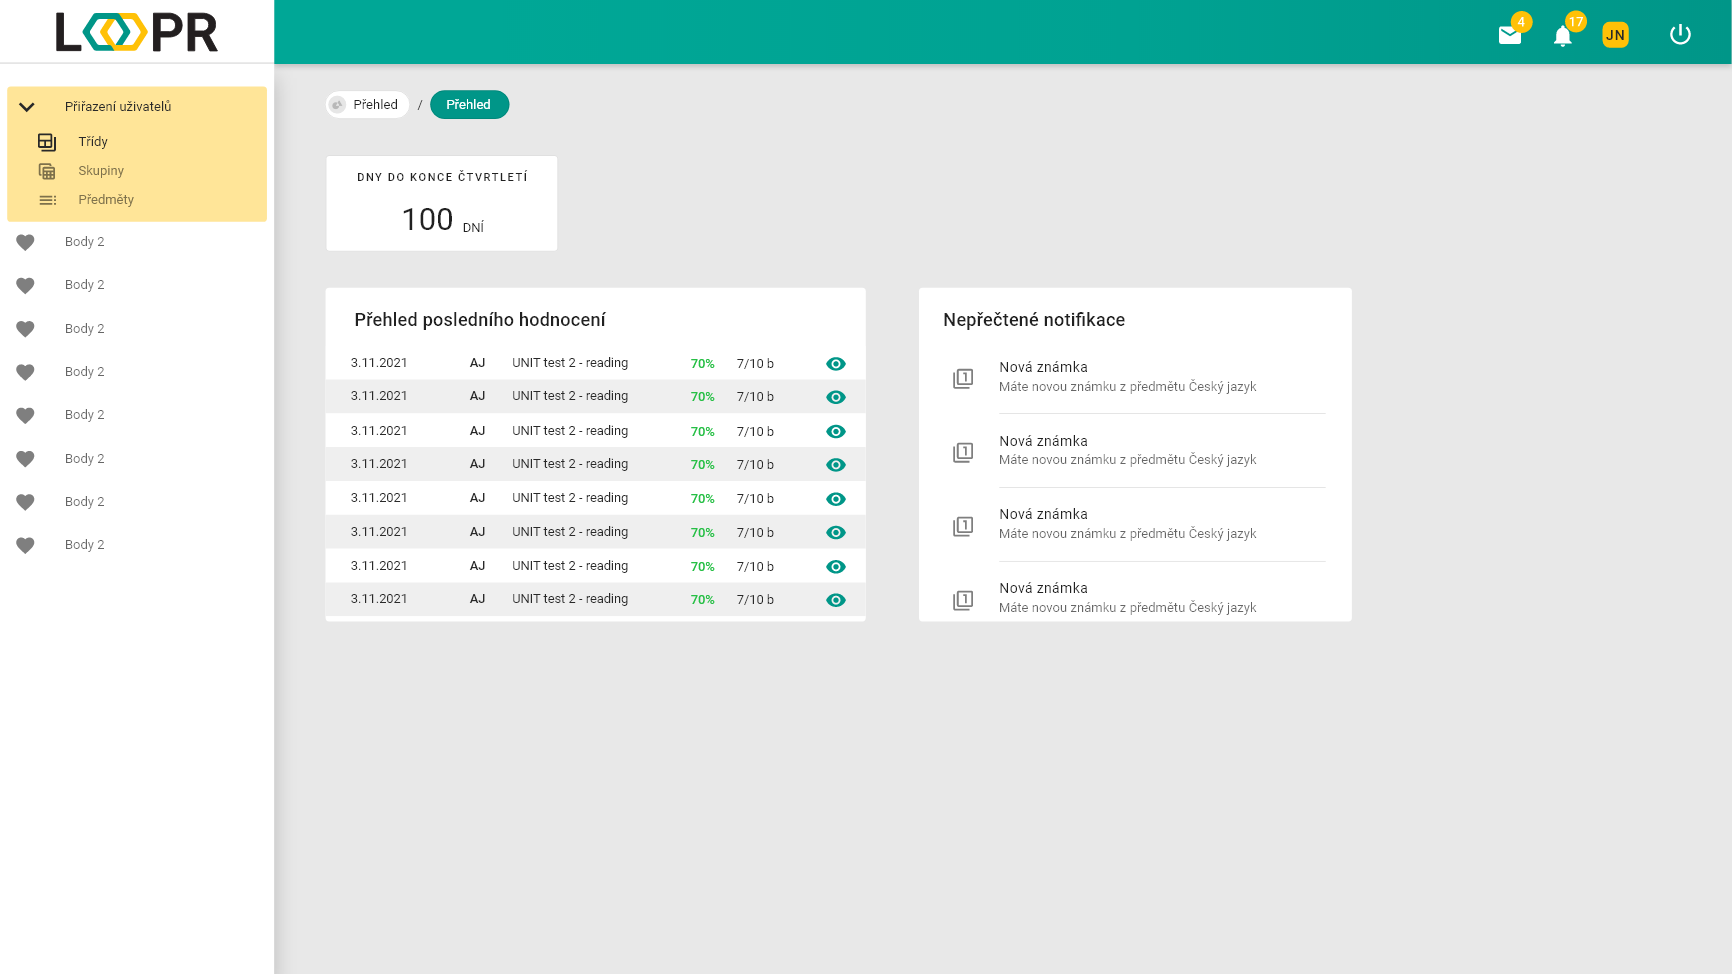 LOOPR
4
17
JN
Přiřazení uživatelů
Třídy
Skupiny
Předměty
Body 2
Body 2
Body 2
Body 2
Body 2
Body 2
Body 2
Body 2
Přehled / Přehled
DNY DO KONCE ČTVRTLETÍ
100 DNÍ
Přehled posledního hodnocení
3.11.2021 AJ UNIT test 2 - reading 70% 7/10 b
3.11.2021 AJ UNIT test 2 - reading 70% 7/10 b
3.11.2021 AJ UNIT test 2 - reading 70% 7/10 b
3.11.2021 AJ UNIT test 2 - reading 70% 7/10 b
3.11.2021 AJ UNIT test 2 - reading 70% 7/10 b
3.11.2021 AJ UNIT test 2 - reading 70% 7/10 b
3.11.2021 AJ UNIT test 2 - reading 70% 7/10 b
3.11.2021 AJ UNIT test 2 - reading 70% 7/10 b
Nepřečtené notifikace
1
Nová známka
Máte novou známku z předmětu Český jazyk
1
Nová známka
Máte novou známku z předmětu Český jazyk
1
Nová známka
Máte novou známku z předmětu Český jazyk
1
Nová známka
Máte novou známku z předmětu Český jazyk